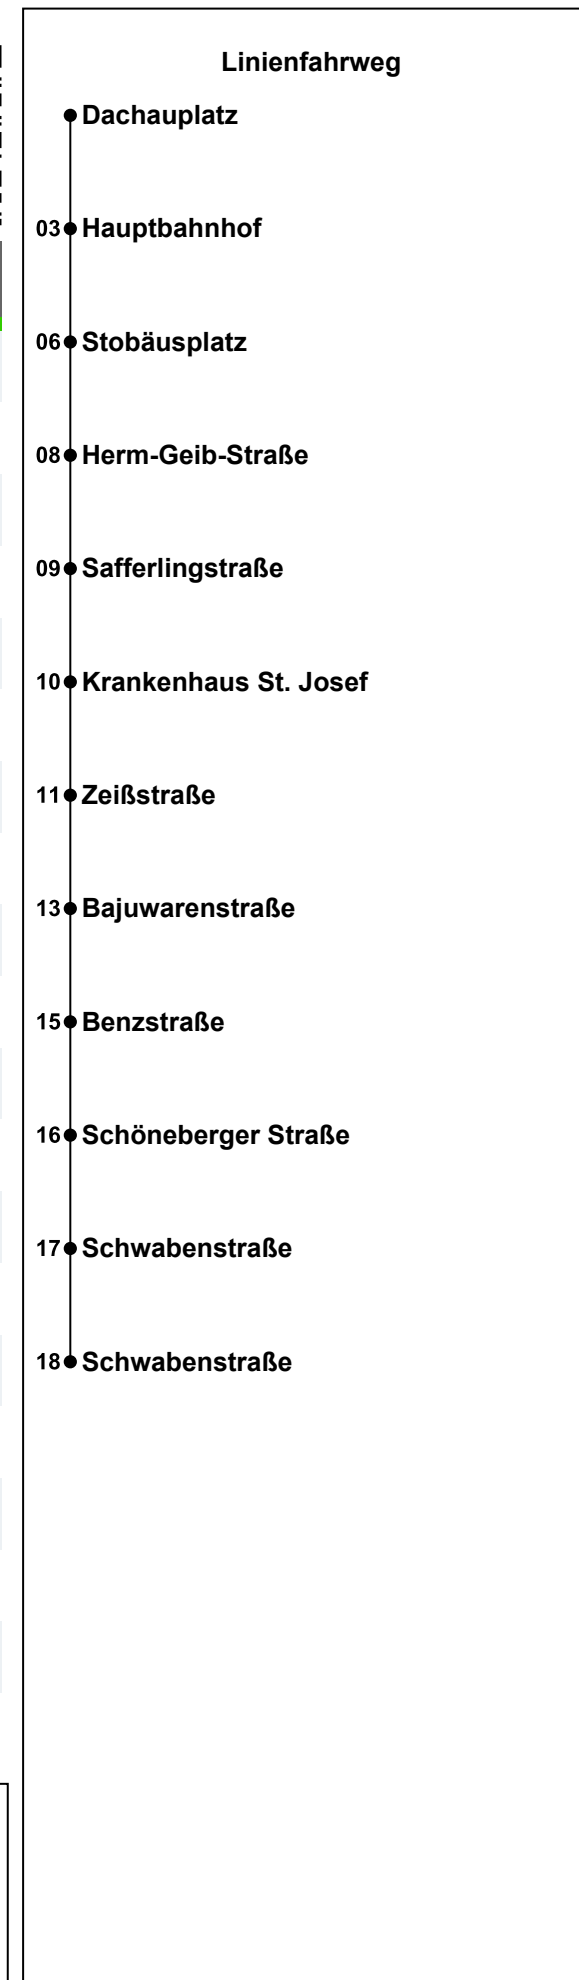 Linienfahrweg
Dachauplatz
03 Hauptbahnhof
06 Stobäusplatz
08 Herm-Geib-Straße
09 Safferlingstraße
10 Krankenhaus St. Josef
11 Zeißstraße
13 Bajuwarenstraße
15 Benzstraße
16 Schöneberger Straße
17 Schwabenstraße
18 Schwabenstraße